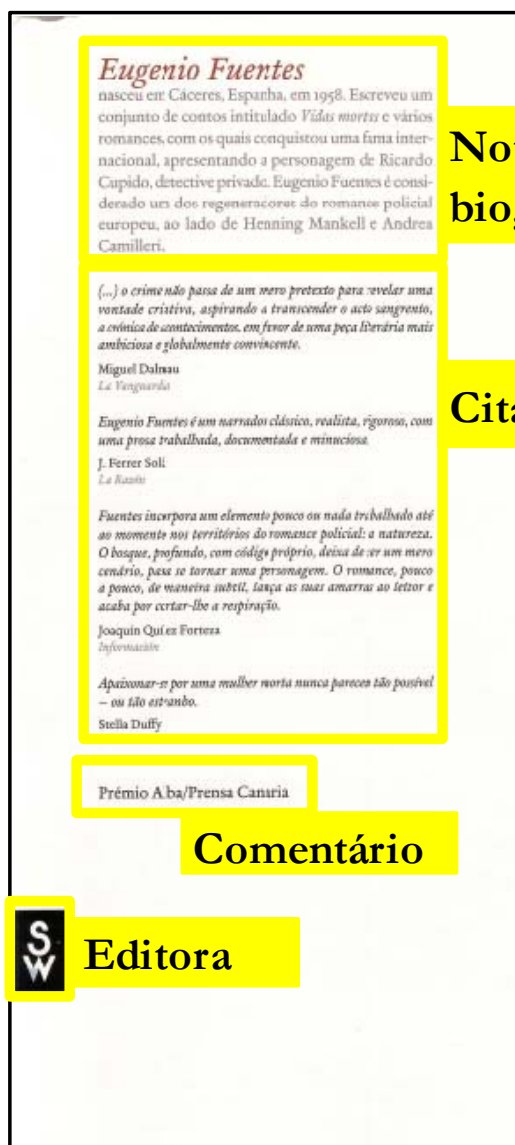 Eugenio Fuentes
nasceu em Cáceres, Espanha, em 1958. Escreveu um
conjunto de contos intitulado Vidas mortas e vários
romances, com os quais conquistou uma fama inter-
nacional, apresentando a personagem de Ricardo
Cupido, detective privado. Eugenio Fuentes é consi-
derado um dos regeneradores do romance policial
europeu, ao lado de Henning Mankell e Andrea
Camilleri.
Not
biog
(...) o crime não passa de um mero pretexto para revelar uma
vontade criativa, aspirando a transcender o acto sangrento,
a crónica de acontecimentos, em favor de uma peça literária mais
ambiciosa e globalmente convincente.
Miguel Dalmau
La Vanguardia
Cita
Eugenio Fuentes é um narrador clássico, realista, rigoroso, com
uma prosa trabalhada, documentada e minuciosa.
J. Ferrer Solì
La Razón
Fuentes incorpora um elemento pouco ou nada trabalhado até
ao momento nos territórios do romance policial: a natureza.
O bosque, profundo, com código próprio, deixa de ser um mero
cenário, para se tornar uma personagem. O romance, pouco
a pouco, de maneira subtil, lança as suas amarras ao leitor e
acaba por cortar-lhe a respiração.
Joaquín Quílez Forteza
Información
Apaixonar-se por uma mulher morta nunca pareceu tão possível
– ou tão estranho.
Stella Duffy
Prémio Alba/Prensa Canaria
Comentário
SW
Editora